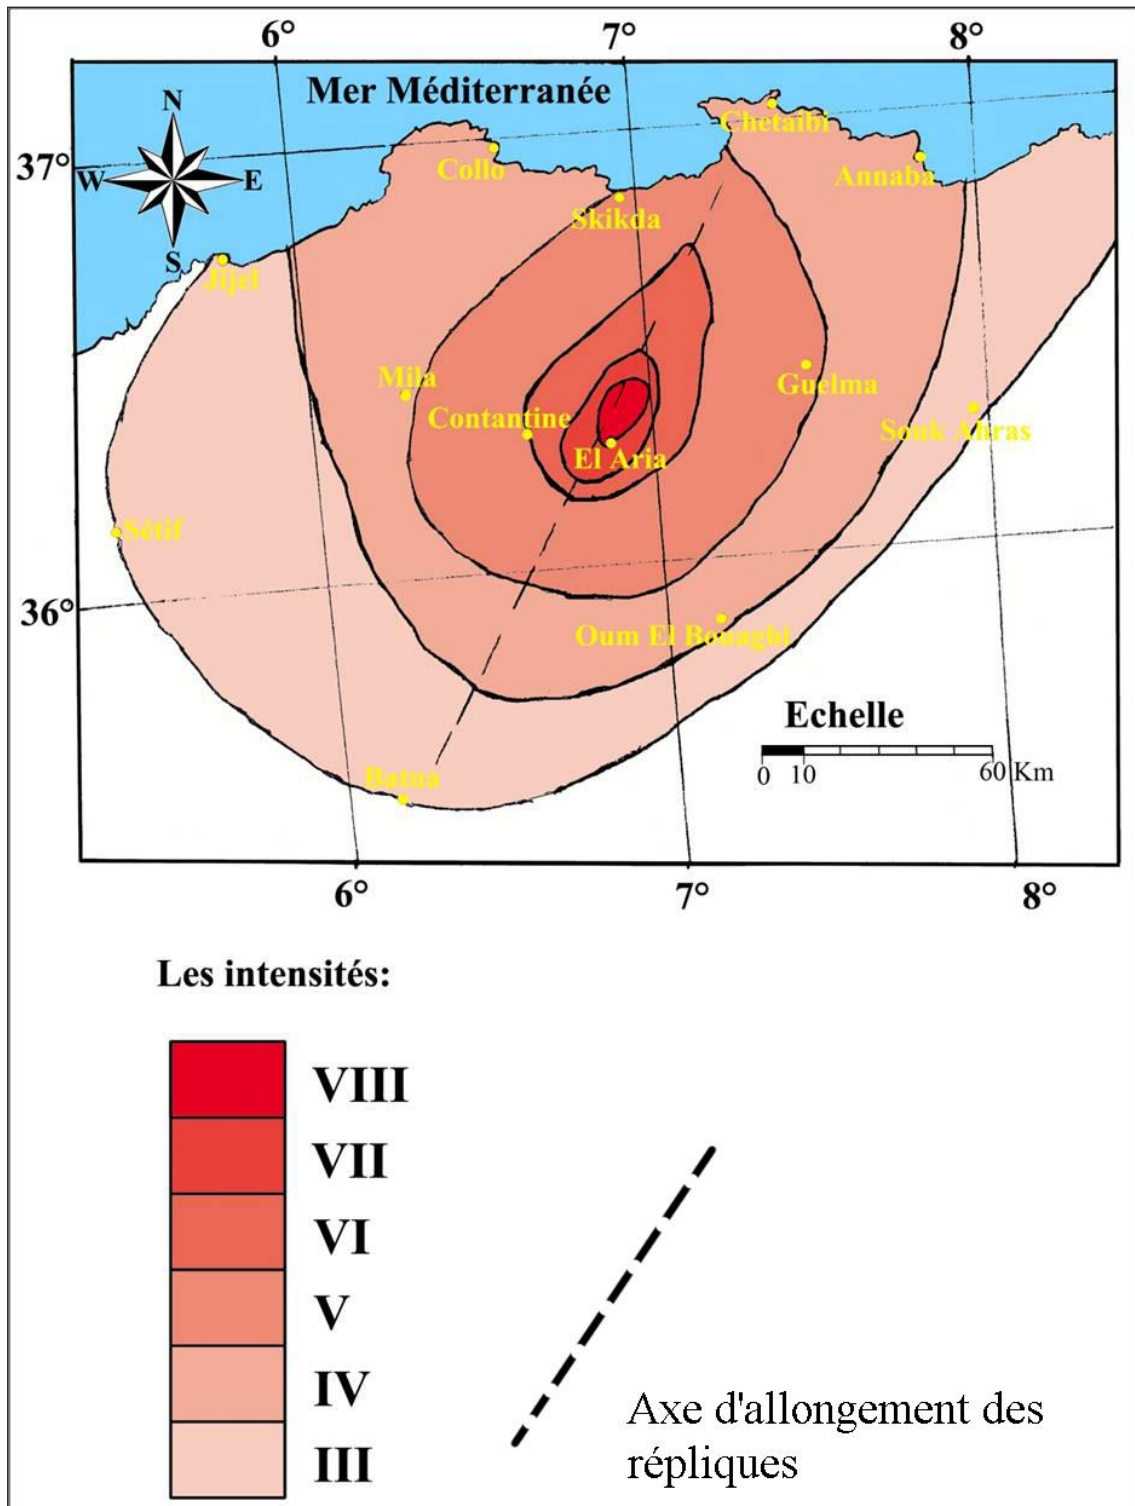 6° 7° 8°
Mer Méditerranée
N
Chetaibi
37°
W E
Collo
Annaba
Skikda
S
Jijel
Mila
Guelma
Contantine
Souk Ahras
El Aria
Sétif
36°
Oum El Bouaghi
Echelle
Batna
0 10 60 Km
6° 7° 8°
Les intensités:
VIII
VII
VI
V
IV
III
Axe d'allongement des
répliques